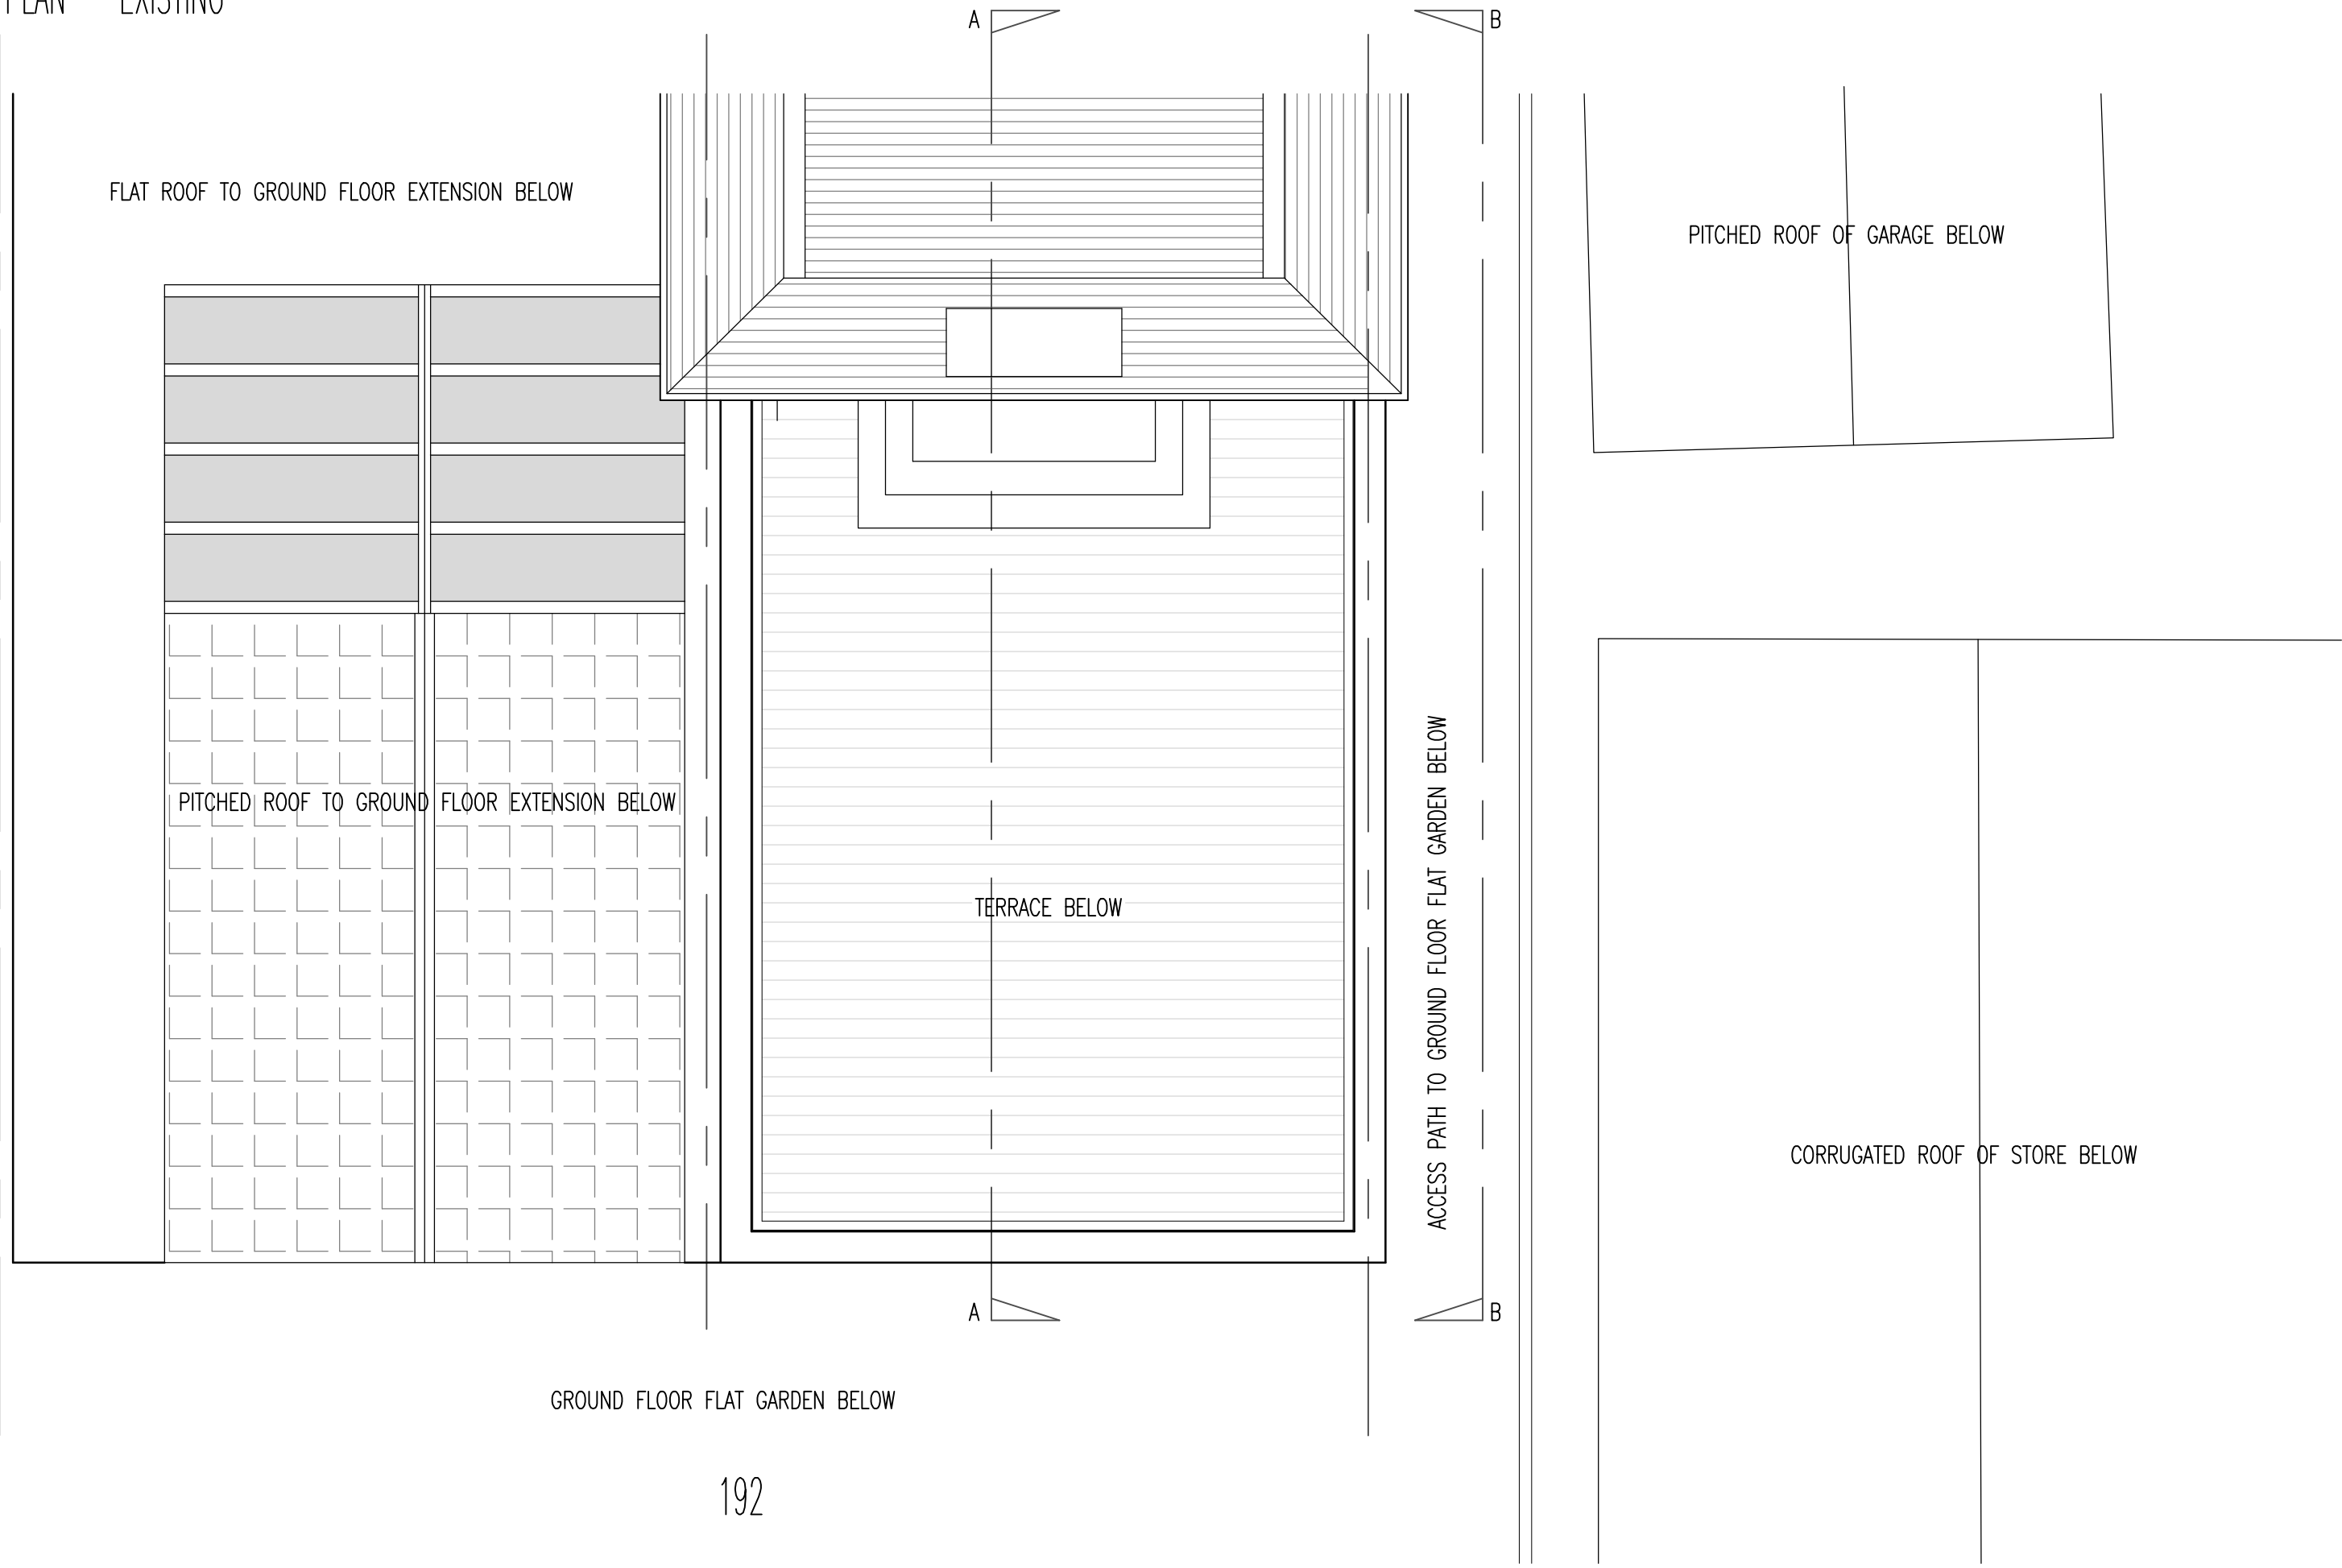 PLAN EXISTING
A
B
FLAT ROOF TO GROUND FLOOR EXTENSION BELOW
PITCHED ROOF OF GARAGE BELOW
PITCHED ROOF TO GROUND FLOOR EXTENSION BELOW
TERRACE BELOW
ACCESS PATH TO GROUND FLOOR FLAT GARDEN BELOW
CORRUGATED ROOF OF STORE BELOW
A
B
GROUND FLOOR FLAT GARDEN BELOW
192